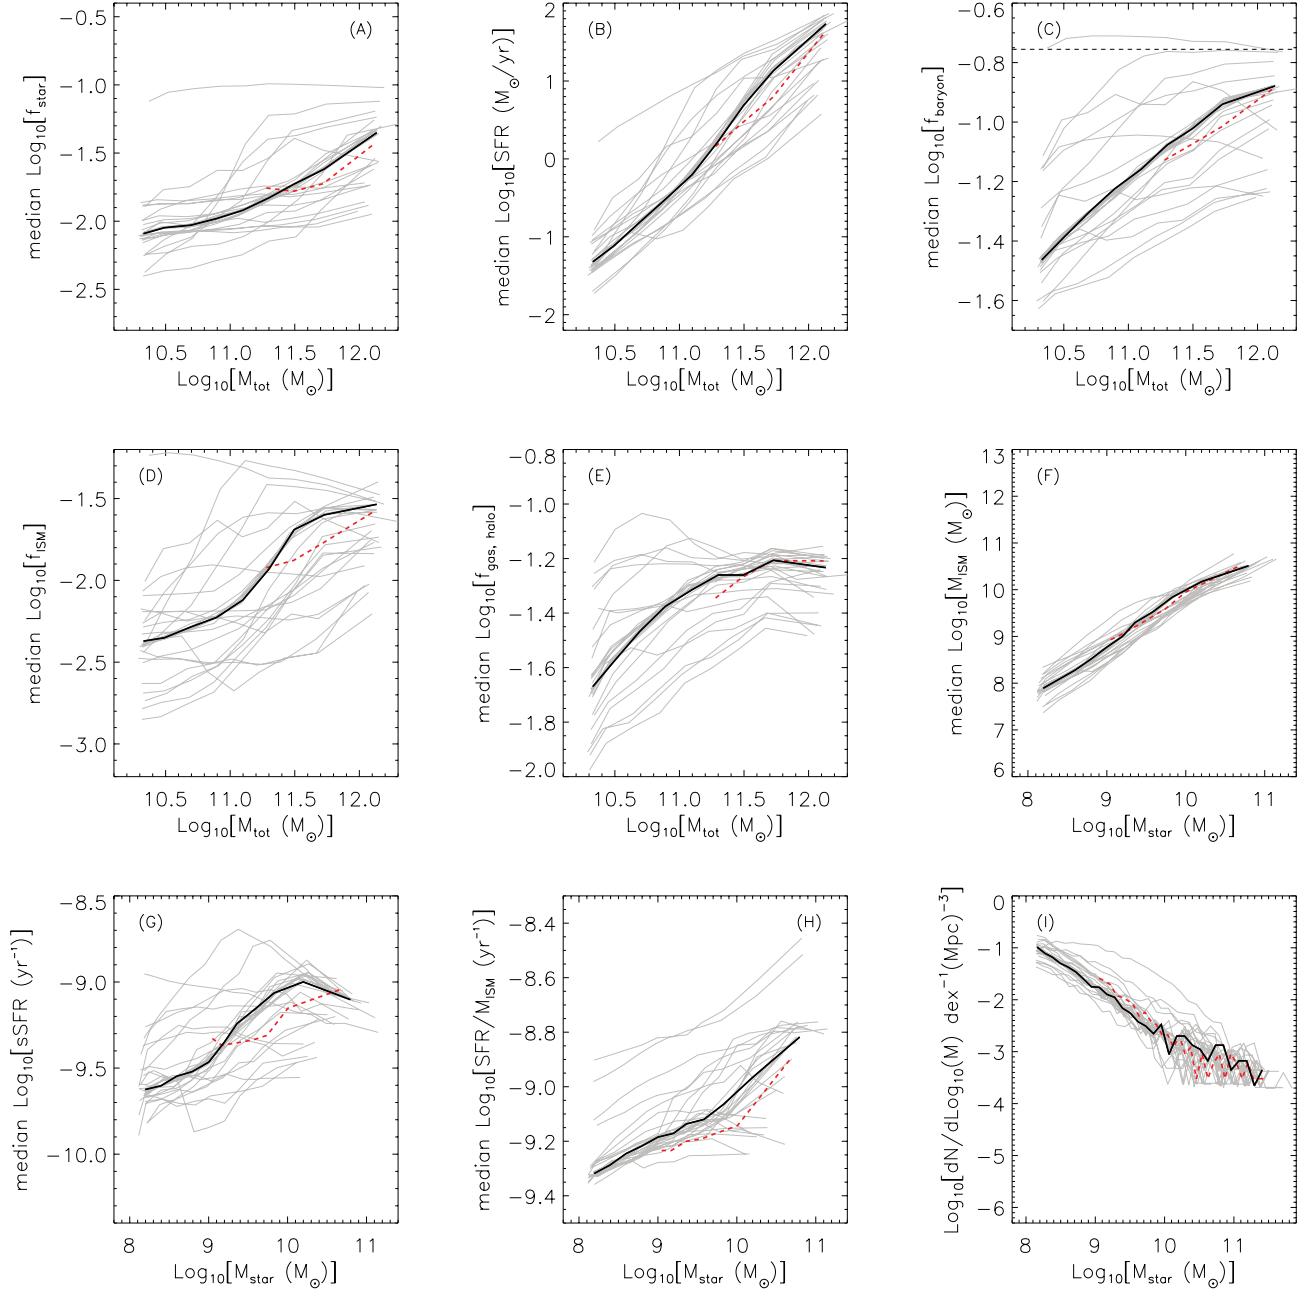 (A)
median Log10[fstar]
−0.5
−1.0
−1.5
−2.0
−2.5
10.5 11.0 11.5 12.0
Log10[Mtot (M⊙)]
(B)
median Log10[SFR (M⊙/yr)]
2
1
0
−1
−2
10.5 11.0 11.5 12.0
Log10[Mtot (M⊙)]
(C)
median Log10[fbaryon]
−0.6
−0.8
−1.0
−1.2
−1.4
−1.6
10.5 11.0 11.5 12.0
Log10[Mtot (M⊙)]
(D)
median Log10[fISM]
−1.5
−2.0
−2.5
−3.0
10.5 11.0 11.5 12.0
Log10[Mtot (M⊙)]
(E)
median Log10[fgas, halo]
−0.8
−1.0
−1.2
−1.4
−1.6
−1.8
−2.0
10.5 11.0 11.5 12.0
Log10[Mtot (M⊙)]
(F)
median Log10[MISM (M⊙)]
13
12
11
10
9
8
7
6
8 9 10 11
Log10[Mstar (M⊙)]
(G)
median Log10[sSFR (yr−1)]
−8.5
−9.0
−9.5
−10.0
8 9 10 11
Log10[Mstar (M⊙)]
(H)
median Log10[SFR/MISM (yr−1)]
−8.4
−8.6
−8.8
−9.0
−9.2
−9.4
8 9 10 11
Log10[Mstar (M⊙)]
(I)
Log10[dN/dLog10(M) dex−1(Mpc)−3]
0
−1
−2
−3
−4
−5
−6
8 9 10 11
Log10[Mstar (M⊙)]